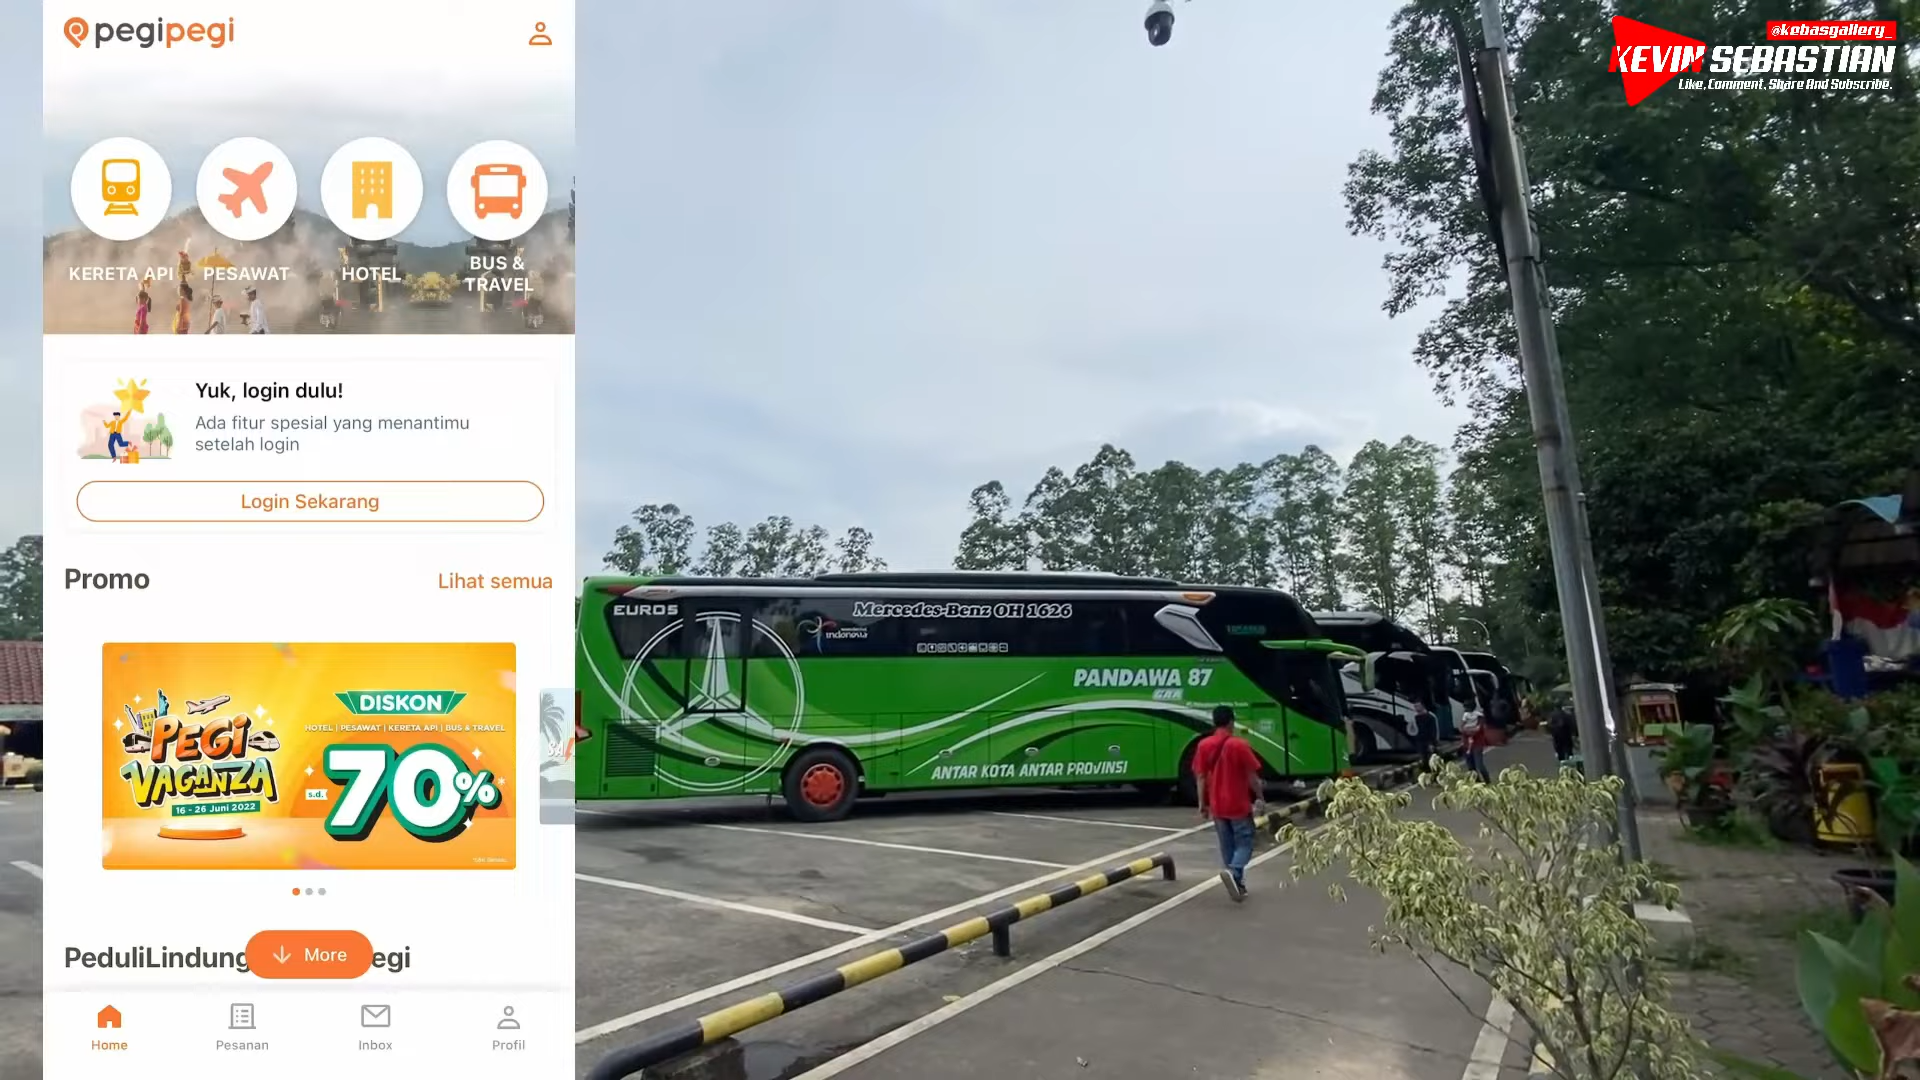 pegipegi
KERETA API
PESAWAT
HOTEL
BUS &
TRAVEL
Yuk, login dulu!
Ada fitur spesial yang menantimu
setelah login
Login Sekarang
Promo
Lihat semua
PEGI
VAGANZA
16 - 26 Juni 2022
DISKON
HOTEL | PESAWAT | KERETA API | BUS & TRAVEL
s.d. 70%*
PeduliLindung
More
egi
Home
Pesanan
Inbox
Profil
@kebasgallery_
KEVIN SEBASTIAN
Like, Comment, Share And Subscribe.
EURO5
Mercedes-Benz OH 1626
indonesia
PANDAWA 87
ANTAR KOTA ANTAR PROVINSI